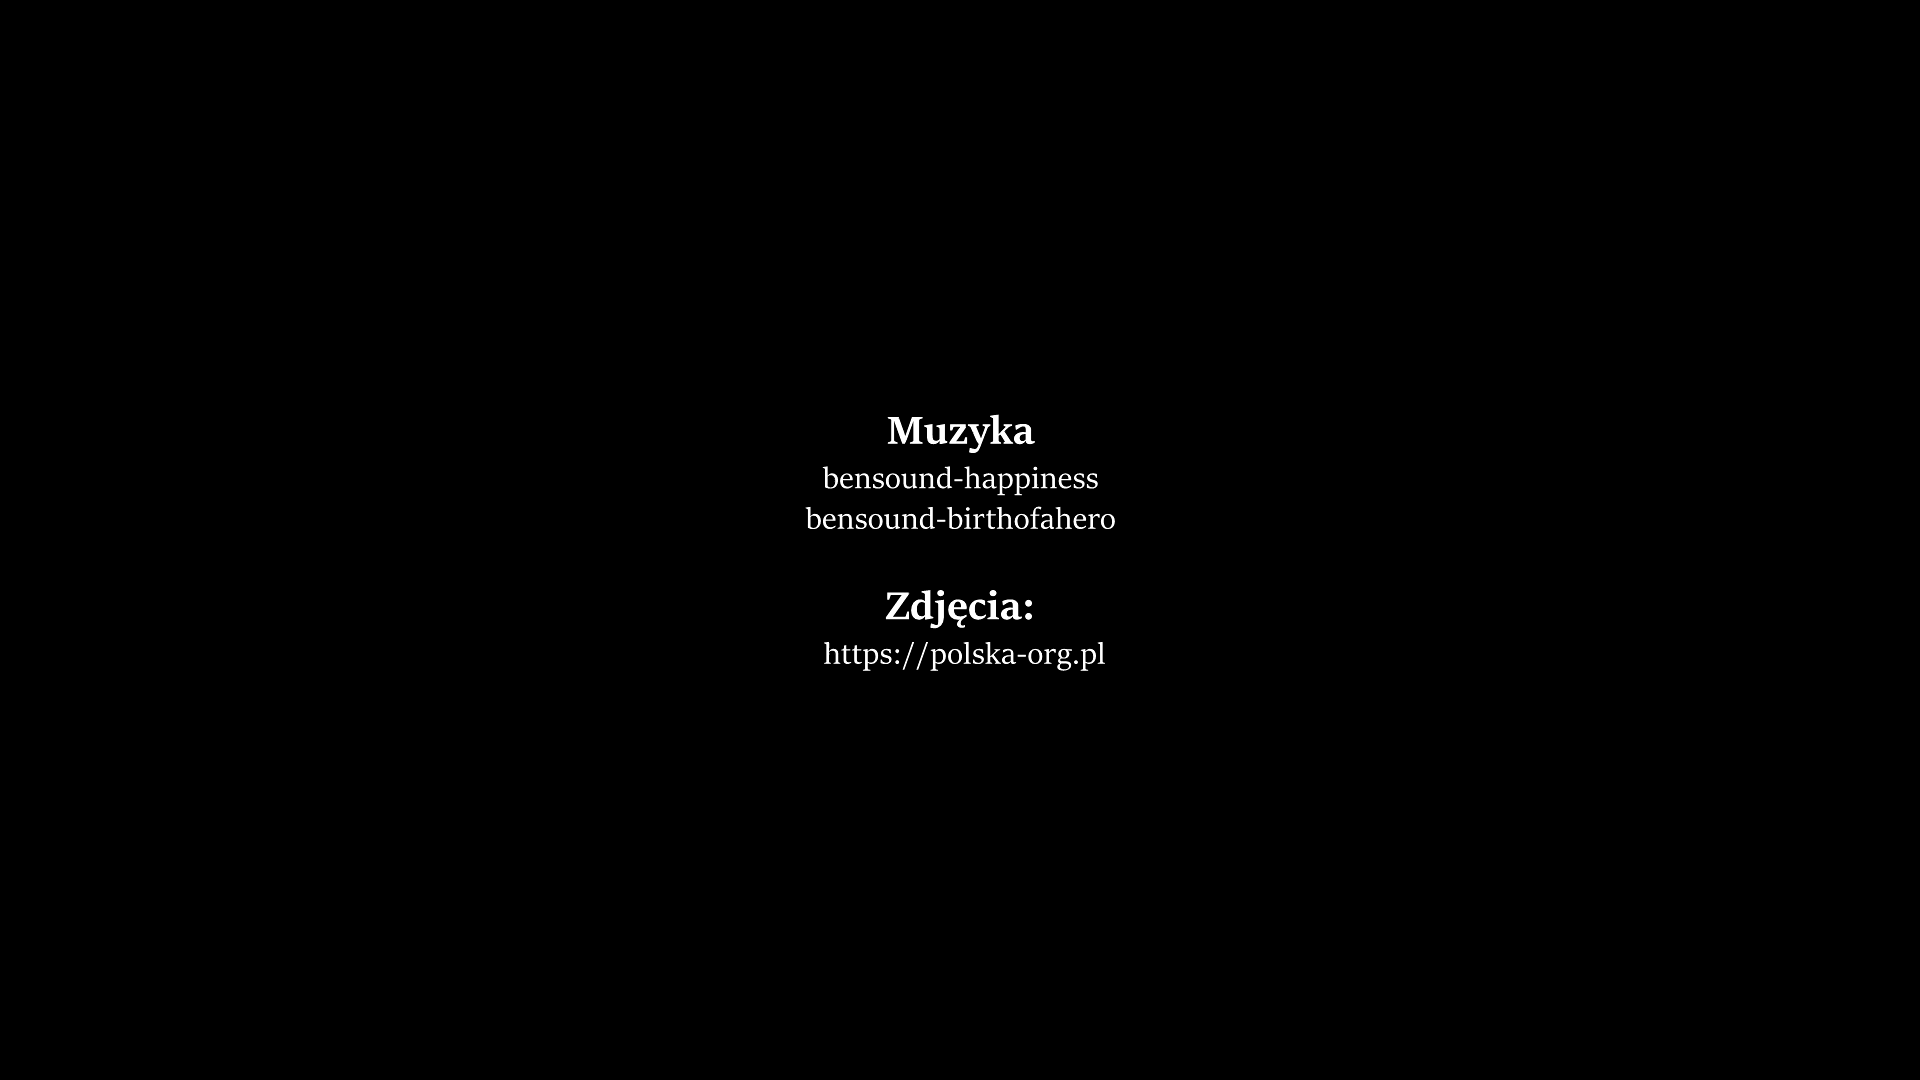 Muzyka
bensound-happiness
bensound-birthofahero
Zdjęcia:
https://polska-org.pl